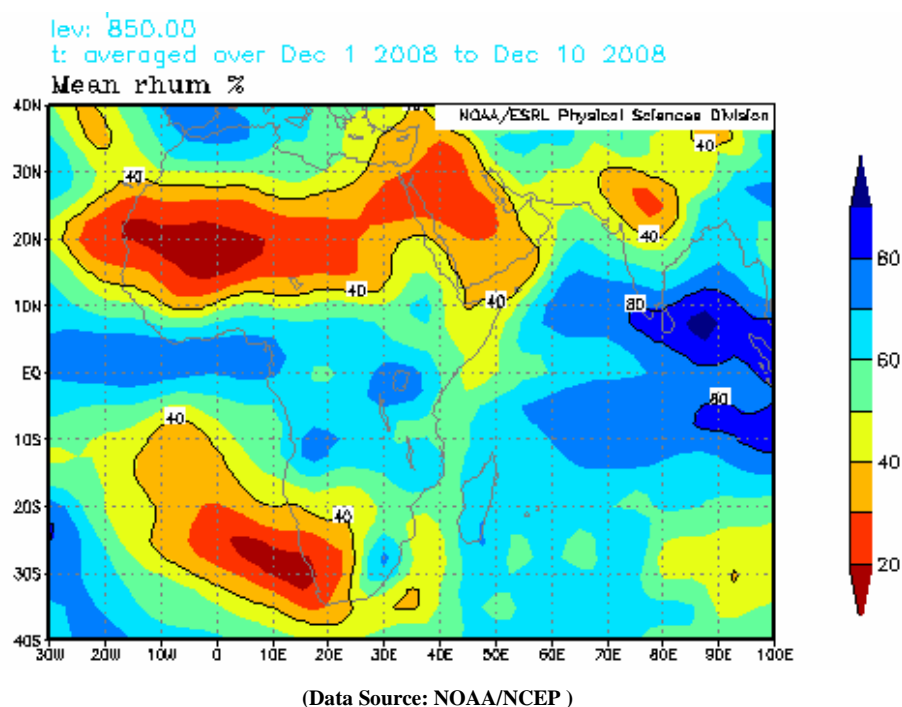 lev: 850.00
t: averaged over Dec 1 2008 to Dec 10 2008
Mean rhum %
NOAA/ESRL Physical Sciences Division
40N
30N
20N
10N
EQ
10S
20S
30S
40S
30W 20W 10W 0 10E 20E 30E 40E 50E 60E 70E 80E 90E 100E
40
40
40
40
40
40
80
80
40
40
80
60
40
20
(Data Source: NOAA/NCEP )